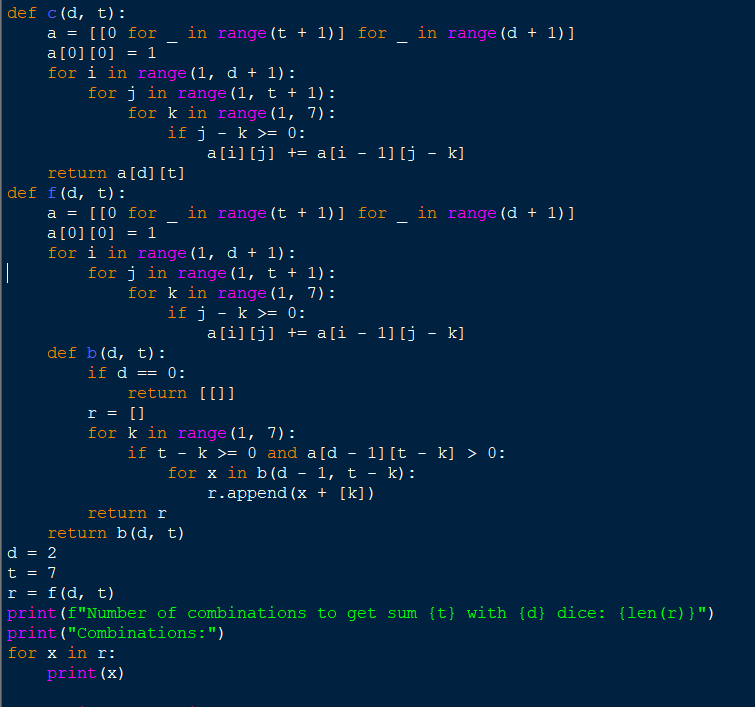 def c(d, t):
    a = [[0 for _ in range(t + 1)] for _ in range(d + 1)]
    a[0][0] = 1
    for i in range(1, d + 1):
        for j in range(1, t + 1):
            for k in range(1, 7):
                if j - k >= 0:
                    a[i][j] += a[i - 1][j - k]
    return a[d][t]
def f(d, t):
    a = [[0 for _ in range(t + 1)] for _ in range(d + 1)]
    a[0][0] = 1
    for i in range(1, d + 1):
        for j in range(1, t + 1):
            for k in range(1, 7):
                if j - k >= 0:
                    a[i][j] += a[i - 1][j - k]
    def b(d, t):
        if d == 0:
            return [[]]
        r = []
        for k in range(1, 7):
            if t - k >= 0 and a[d - 1][t - k] > 0:
                for x in b(d - 1, t - k):
                    r.append(x + [k])
        return r
    return b(d, t)
d = 2
t = 7
r = f(d, t)
print(f"Number of combinations to get sum {t} with {d} dice: {len(r)}")
print("Combinations:")
for x in r:
    print(x)